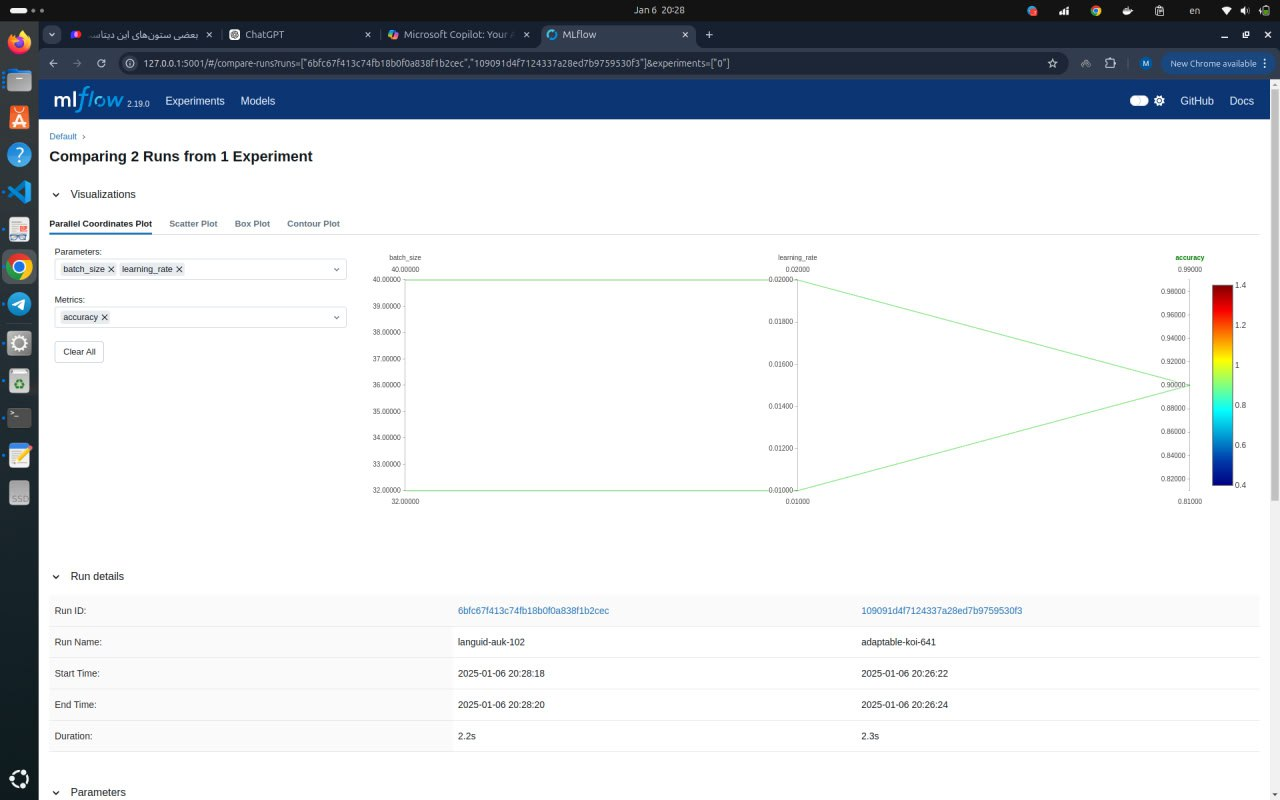 Jan 6 20:28
en
بعضی ستون‌های این دیتاس..
ChatGPT
Microsoft Copilot: Your A
MLflow
127.0.0.1:5001/#/compare-runs?runs=["6bfc67f413c74fb18b0f0a838f1b2cec","109091d4f7124337a28ed7b9759530f3"]&experiments=["0"]
M
New Chrome available
mlflow 2.19.0
Experiments
Models
GitHub
Docs
Default
Comparing 2 Runs from 1 Experiment
Visualizations
Parallel Coordinates Plot
Scatter Plot
Box Plot
Contour Plot
Parameters:
batch_size
learning_rate
Metrics:
accuracy
Clear All
batch_size
40.00000
40.00000
39.00000
38.00000
37.00000
36.00000
35.00000
34.00000
33.00000
32.00000
32.00000
learning_rate
0.02000
0.02000
0.01800
0.01600
0.01400
0.01200
0.01000
0.01000
accuracy
0.99000
0.98000
0.96000
0.94000
0.92000
0.90000
0.88000
0.86000
0.84000
0.82000
0.81000
1.4
1.2
1
0.8
0.6
0.4
Run details
Run ID: 6bfc67f413c74fb18b0f0a838f1b2cec 109091d4f7124337a28ed7b9759530f3
Run Name: languid-auk-102 adaptable-koi-641
Start Time: 2025-01-06 20:28:18 2025-01-06 20:26:22
End Time: 2025-01-06 20:28:20 2025-01-06 20:26:24
Duration: 2.2s 2.3s
Parameters
SSD